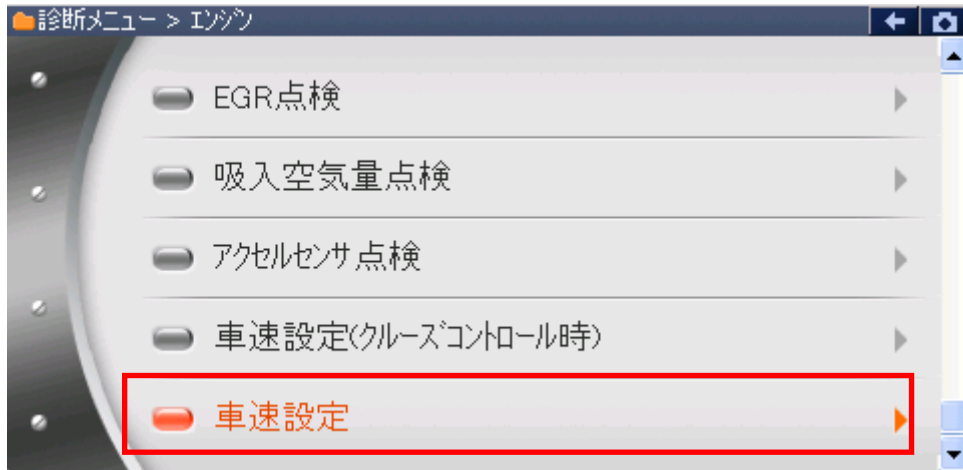 診断メニュー > エンジン
EGR点検
吸入空気量点検
アクセルセンサ点検
車速設定(クルーズコントロール時)
車速設定